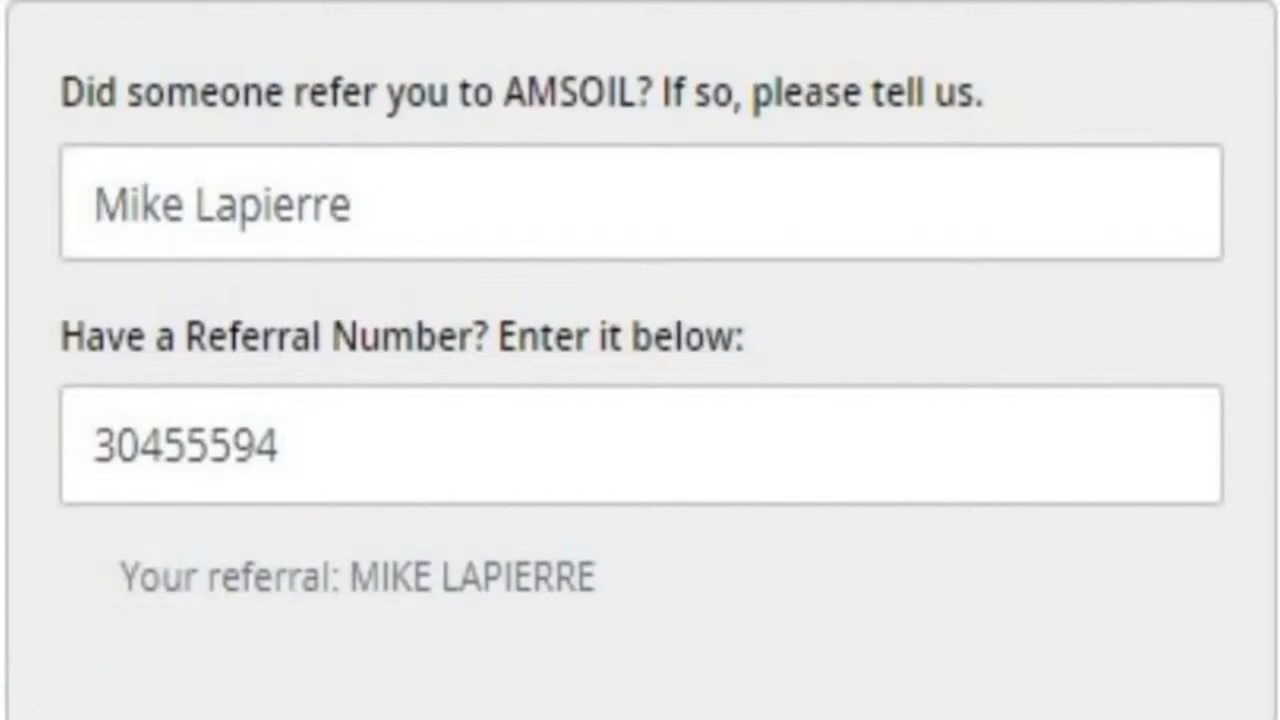 Did someone refer you to AMSOIL? If so, please tell us.
Mike Lapierre
Have a Referral Number? Enter it below:
30455594
Your referral: MIKE LAPIERRE